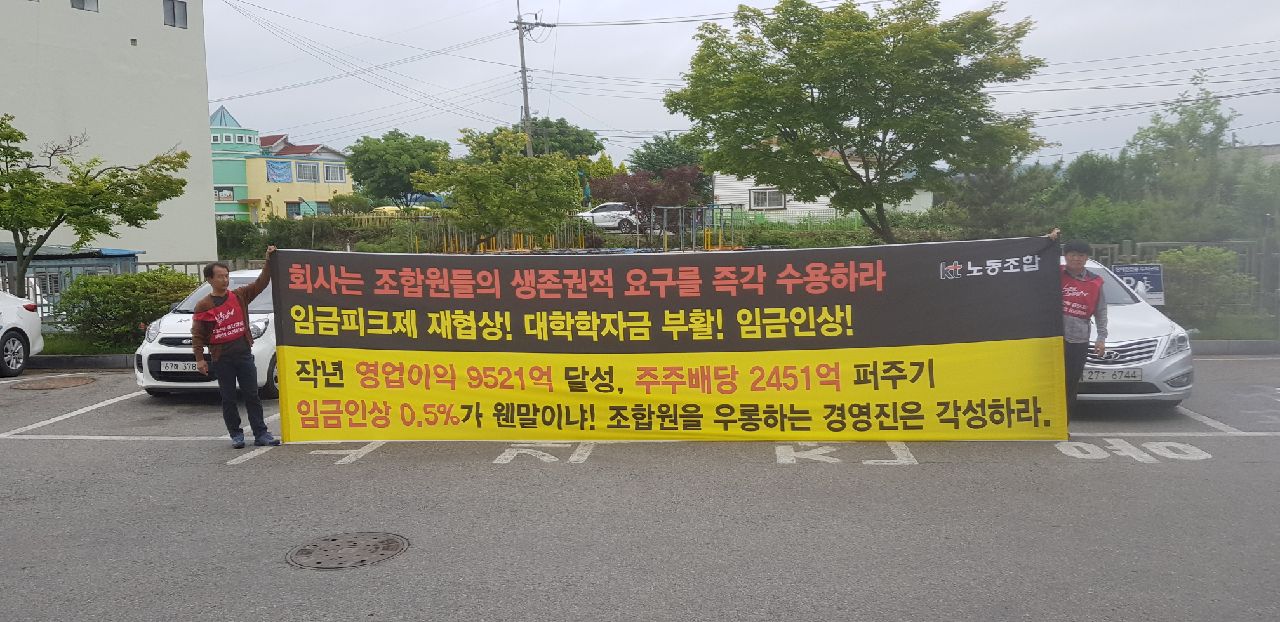 회사는 조합원들의 생존권적 요구를 즉각 수용하라
kt 노동조합
임금피크제 재협상! 대학학자금 부활! 임금인상!
작년 영업이익 9521억 달성, 주주배당 2451억 퍼주기
임금인상 0.5%가 웬말이냐! 조합원을 우롱하는 경영진은 각성하라.
6744